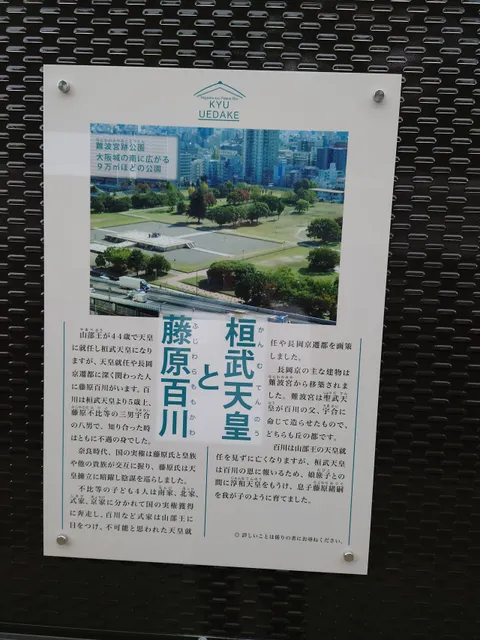 KYU
UEDAKE
難波宮跡公園
大阪城の南に広がる
9万㎡ほどの公園
桓武天皇
かんむてんのう
と
藤原百川
ふじわらももかわ
山部王が44歳で天皇
に就任し桓武天皇になり
ますが、天皇就任や長岡
京遷都に深く関わった人
に藤原百川がいます。百
川は桓武天皇より5歳上、
藤原不比等の三男宇合
の八男で、知り合った時
はともに不遇の身でした。
奈良時代、国の実権は藤原氏と皇族
や他の貴族が交互に握り、藤原氏は天
皇擁立に暗躍し陰謀を巡らしました。
不比等の子ども4人は南家、北家、
武家、京家に分かれて国の実権獲得
に奔走し、百川など式家は山部王に
目をつけ、不可能と思われた天皇就
任や長岡京遷都を画策
しました。
長岡京の主な建物は
難波宮から移築されま
した。難波宮は聖武天
皇が百川の父、宇合に
命じて造らせたもので、
どちらも丘の都です。
百川は山部王の天皇就
任を見ずに亡くなりますが、桓武天皇
は百川の恩に報いるため、娘旅子との
間に淳和天皇をもうけ、息子藤原緒嗣
を我が子のように育てました。
◎詳しいことは係りの者にお尋ねください。